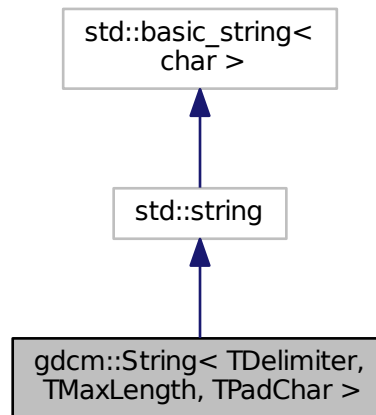 std::basic_string<
char >
std::string
gdcm::String< TDelimiter,
TMaxLength, TPadChar >